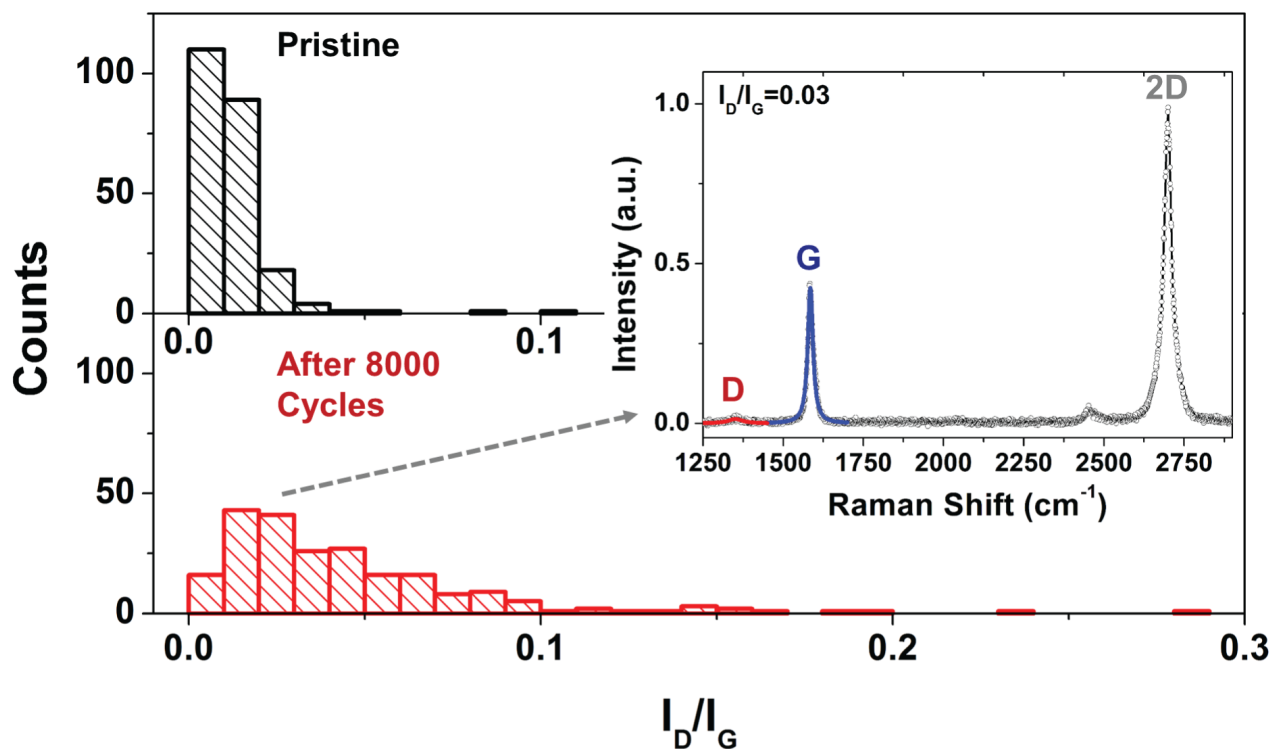 Pristine
100
50
0
0.0
0.1
Counts
After 8000
Cycles
100
50
0
0.0
0.1
0.2
0.3
I_D/I_G
I_D/I_G=0.03
2D
G
D
1.0
0.5
0.0
Intensity (a.u.)
1250
1500
1750
2000
2250
2500
2750
Raman Shift (cm⁻¹)